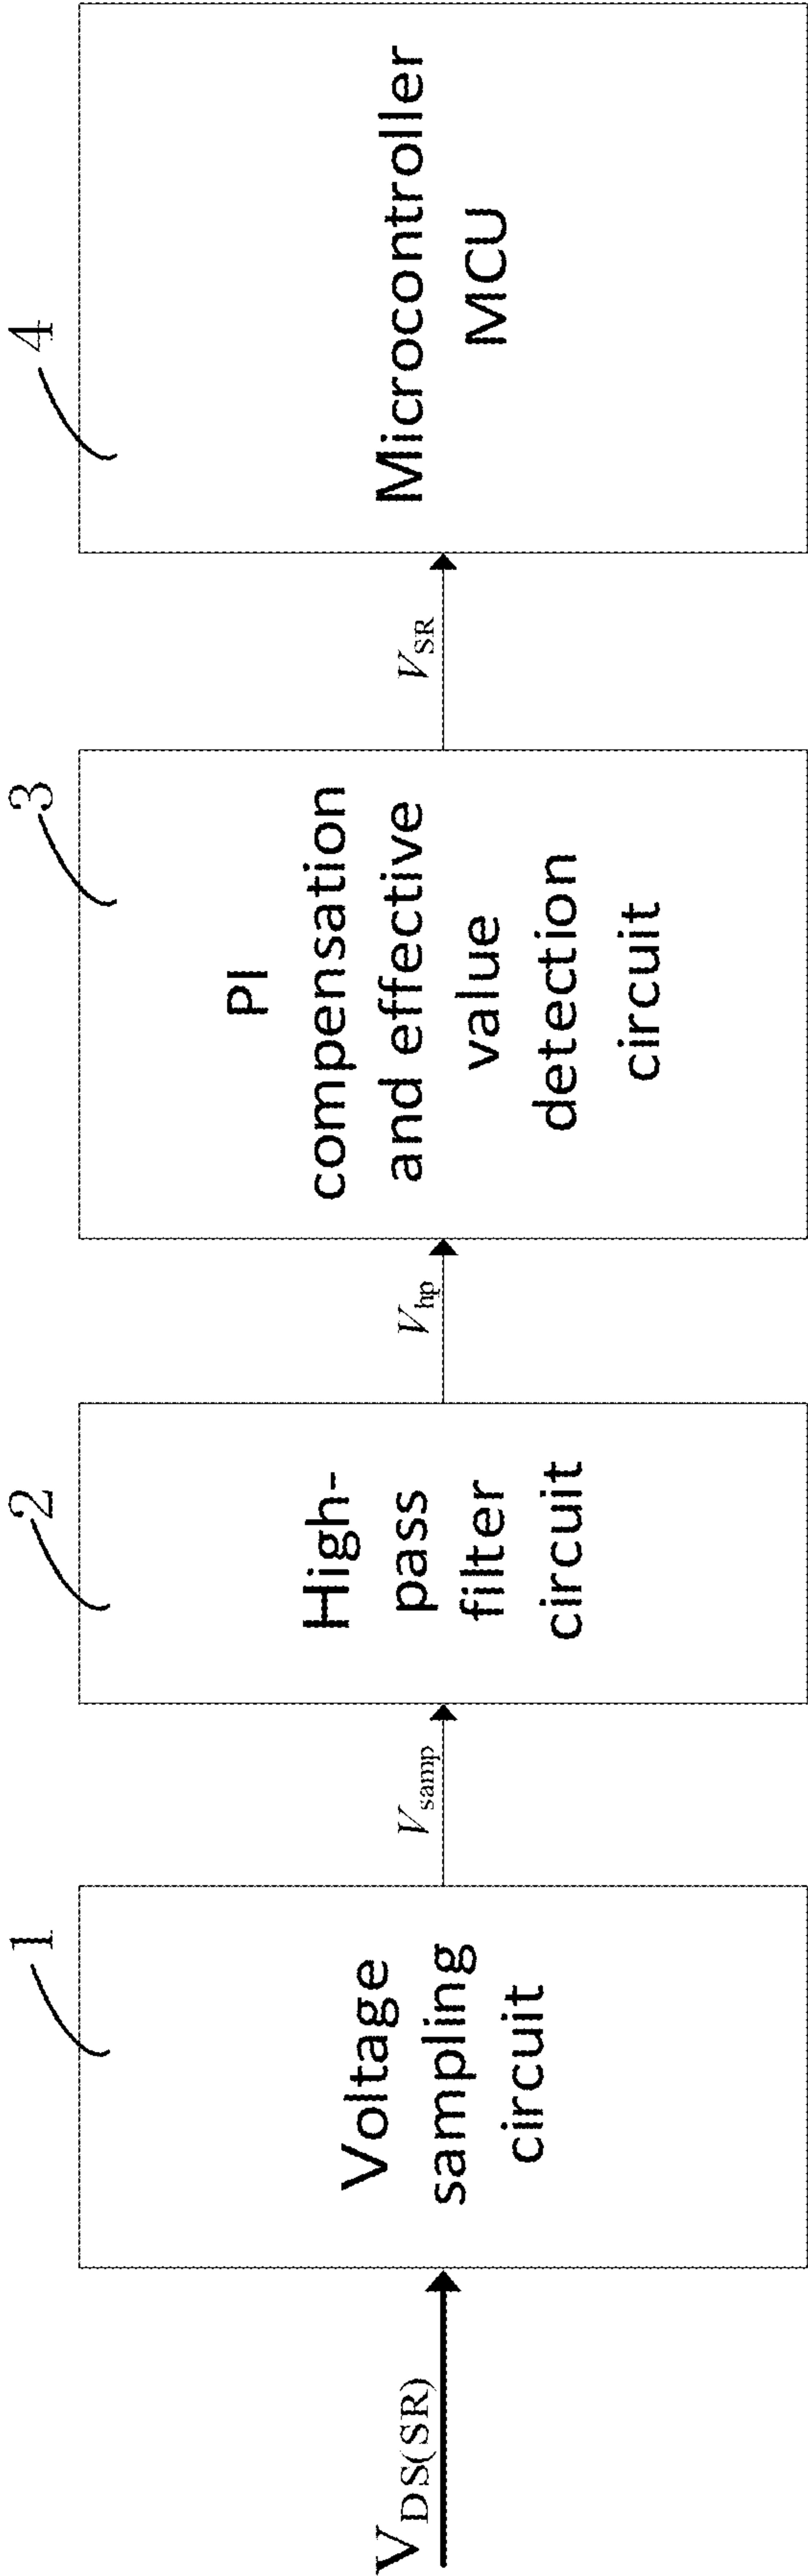 1
2
3
4
V_DS(SR)
Voltage
sampling
circuit
V_samp
High-
pass
filter
circuit
V_hp
PI
compensation
and effective
value
detection
circuit
V_SR
Microcontroller
MCU